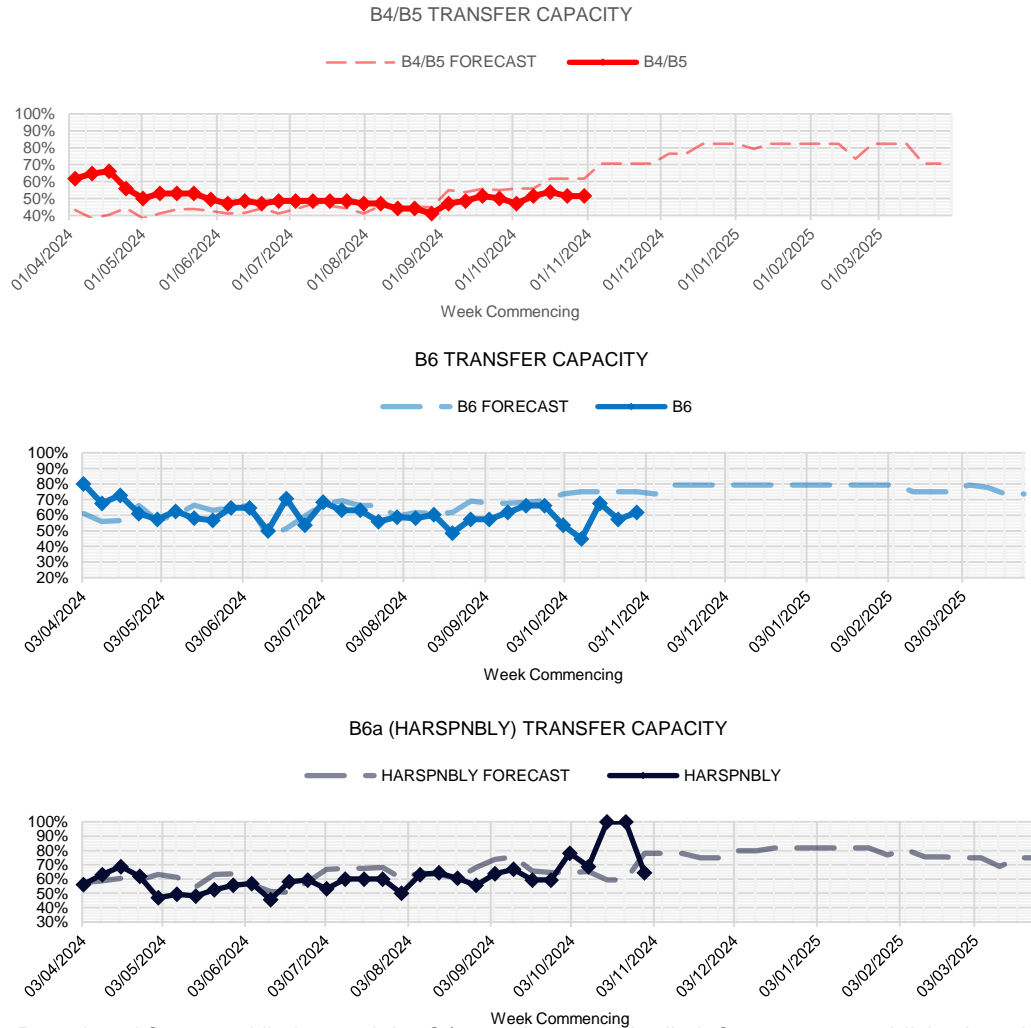 B4/B5 TRANSFER CAPACITY
B4/B5 FORECAST B4/B5
100%
90%
80%
70%
60%
50%
40%
01/04/2024 01/05/2024 01/06/2024 01/07/2024 01/08/2024 01/09/2024 01/10/2024 01/11/2024 01/12/2024 01/01/2025 01/02/2025 01/03/2025
Week Commencing
B6 TRANSFER CAPACITY
B6 FORECAST B6
100%
90%
80%
70%
60%
50%
40%
30%
20%
03/04/2024 03/05/2024 03/06/2024 03/07/2024 03/08/2024 03/09/2024 03/10/2024 03/11/2024 03/12/2024 03/01/2025 03/02/2025 03/03/2025
Week Commencing
B6a (HARSPNBLY) TRANSFER CAPACITY
HARSPNBLY FORECAST HARSPNBLY
100%
90%
80%
70%
60%
50%
40%
30%
03/04/2024 03/05/2024 03/06/2024 03/07/2024 03/08/2024 03/09/2024 03/10/2024 03/11/2024 03/12/2024 03/01/2025 03/02/2025 03/03/2025
Week Commencing